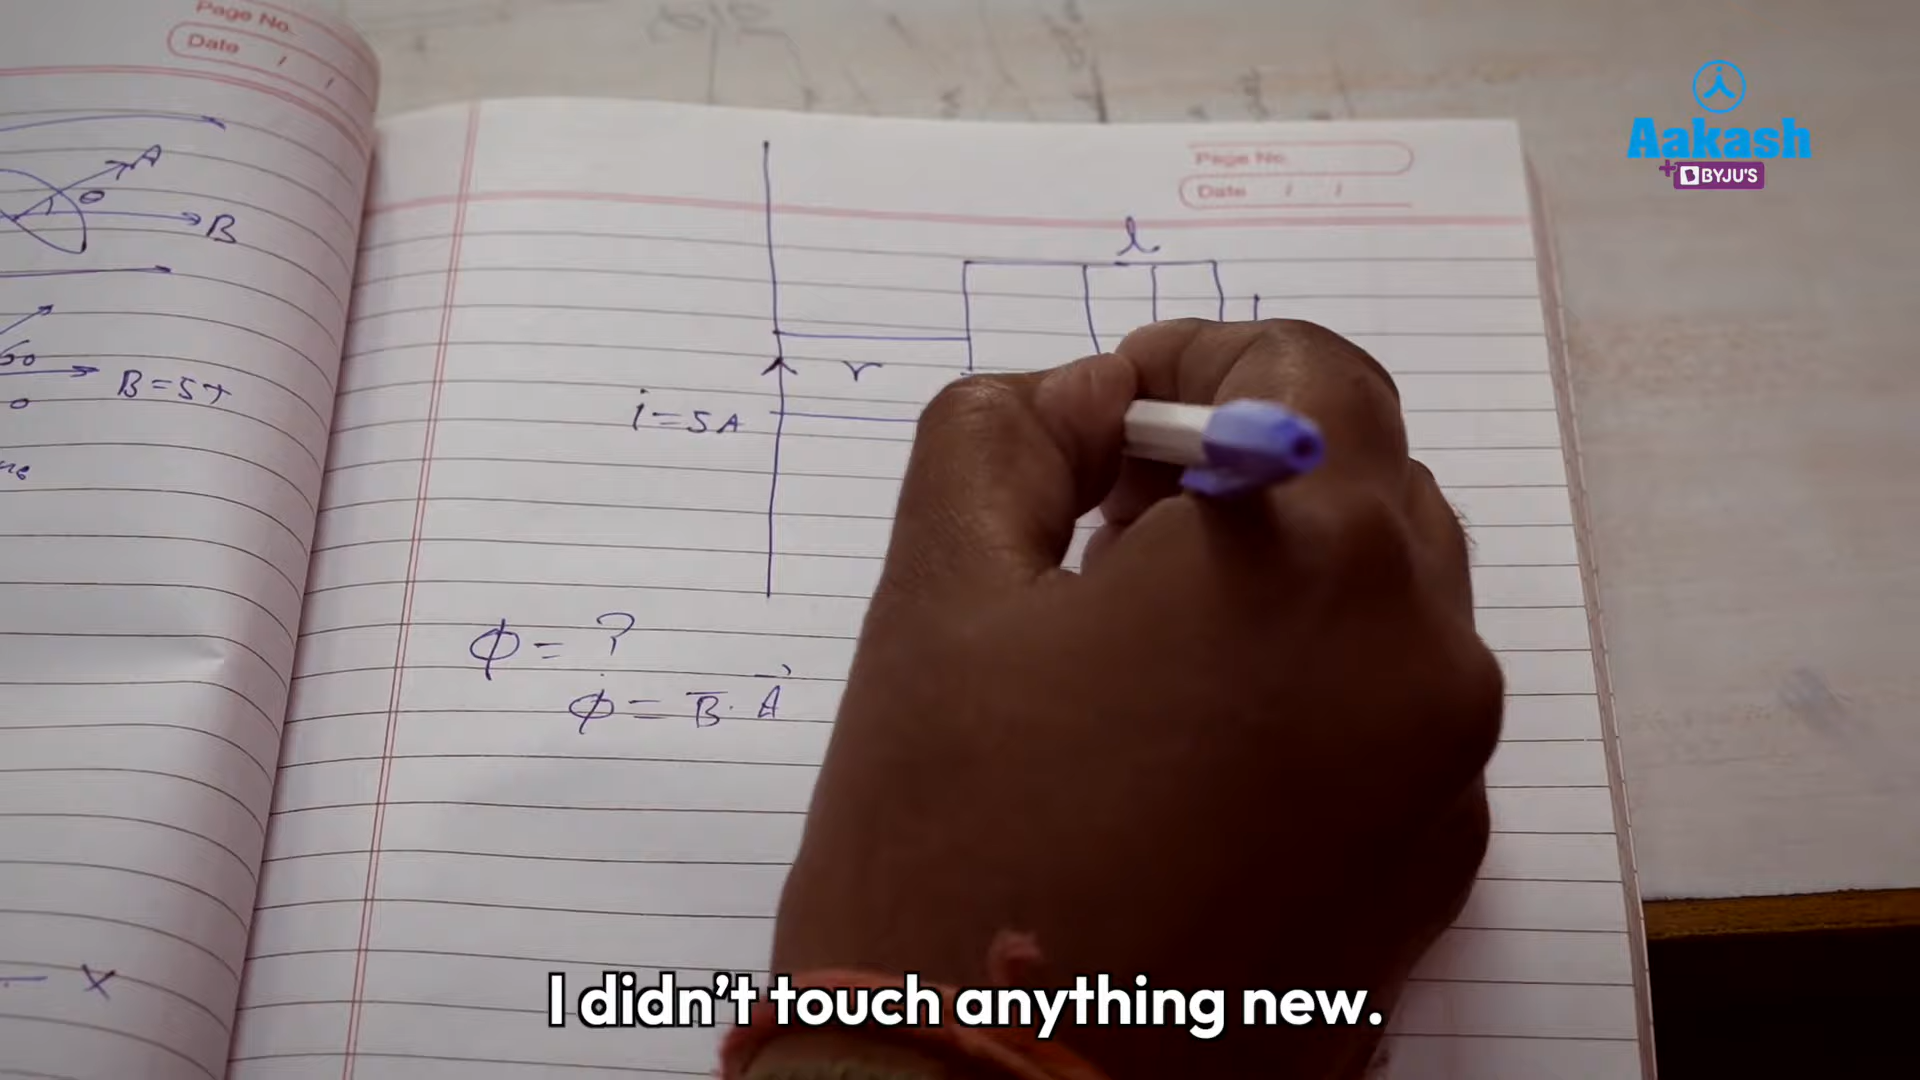 Page No.
Date / /
A
θ
B
60
B = 5T
Page No.
Date / /
l
r
i = 5A
ϕ = ?
ϕ = B. A
x
Aakash
+ BYJU'S
I didn't touch anything new.